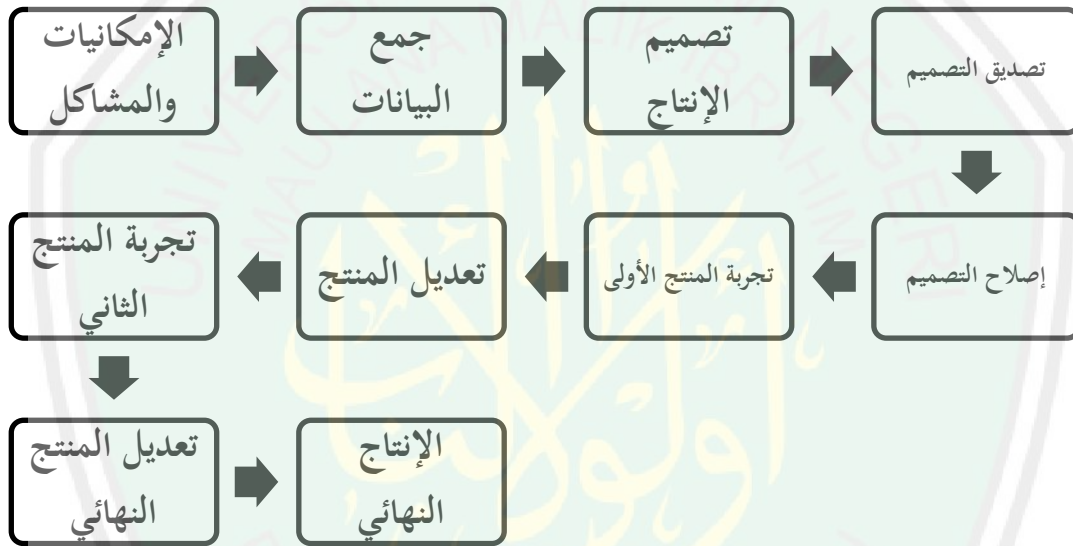 الإمكانيات
والمشاكل
جمع
البيانات
تصميم
الإنتاج
تصديق التصميم
إصلاح التصميم
تجربة المنتج الأولى
تعديل المنتج
تجربة المنتج
الثاني
تعديل المنتج
النهائي
الإنتاج
النهائي